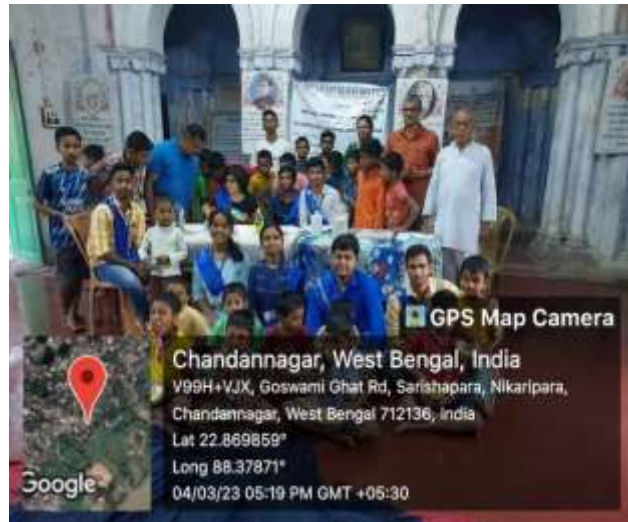 GPS Map Camera
Chandannagar, West Bengal, India
V99H+VJX, Goswami Ghat Rd, Sarishapara, Nikaripara,
Chandannagar, West Bengal 712136, India
Lat 22.869859°
Long 88.37871°
04/03/23 05:19 PM GMT +05:30
Google